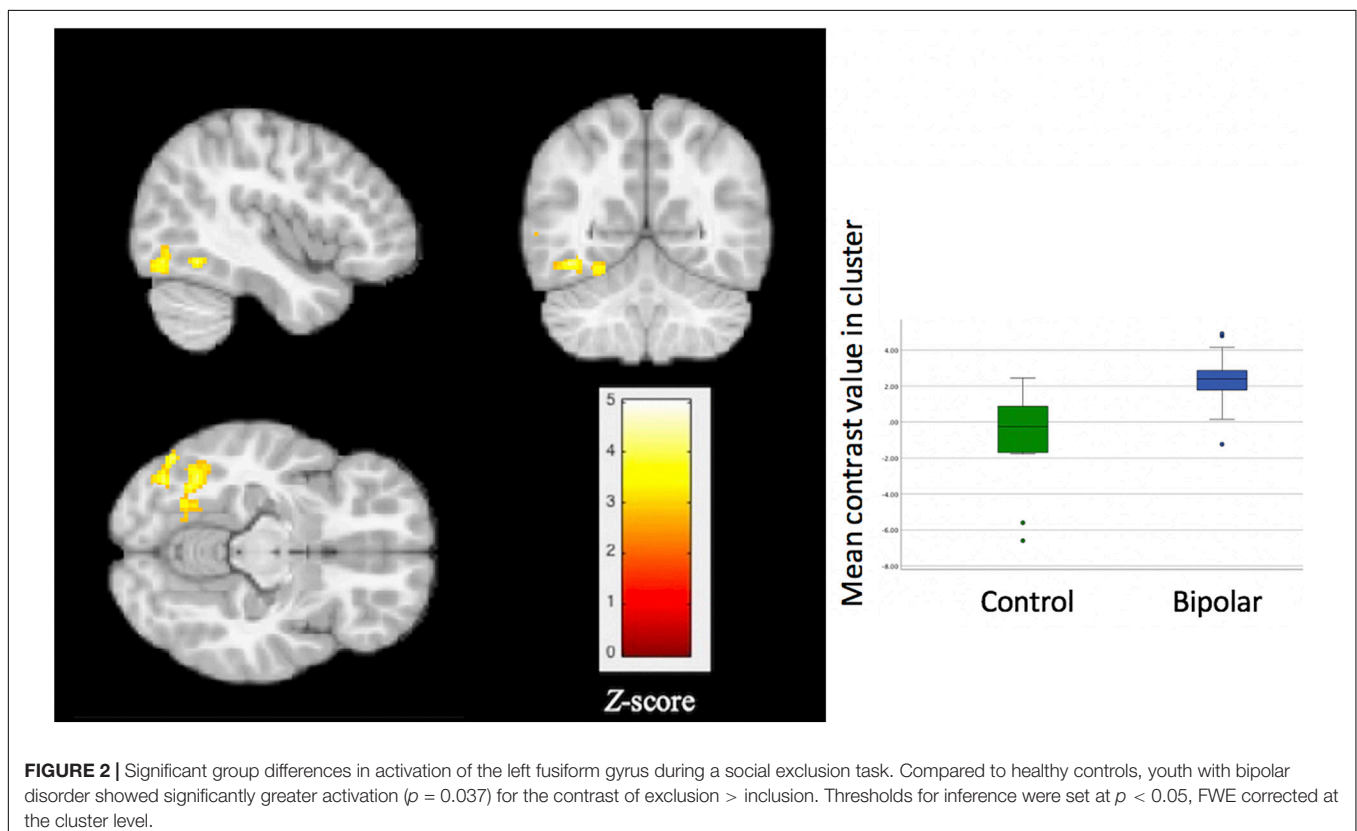 5
4
3
2
1
0
Z-score
Mean contrast value in cluster
4.00
2.00
.00
-2.00
-4.00
-6.00
-8.00
Control Bipolar
FIGURE 2 | Significant group differences in activation of the left fusiform gyrus during a social exclusion task. Compared to healthy controls, youth with bipolar
disorder showed significantly greater activation (p = 0.037) for the contrast of exclusion > inclusion. Thresholds for inference were set at p < 0.05, FWE corrected at
the cluster level.